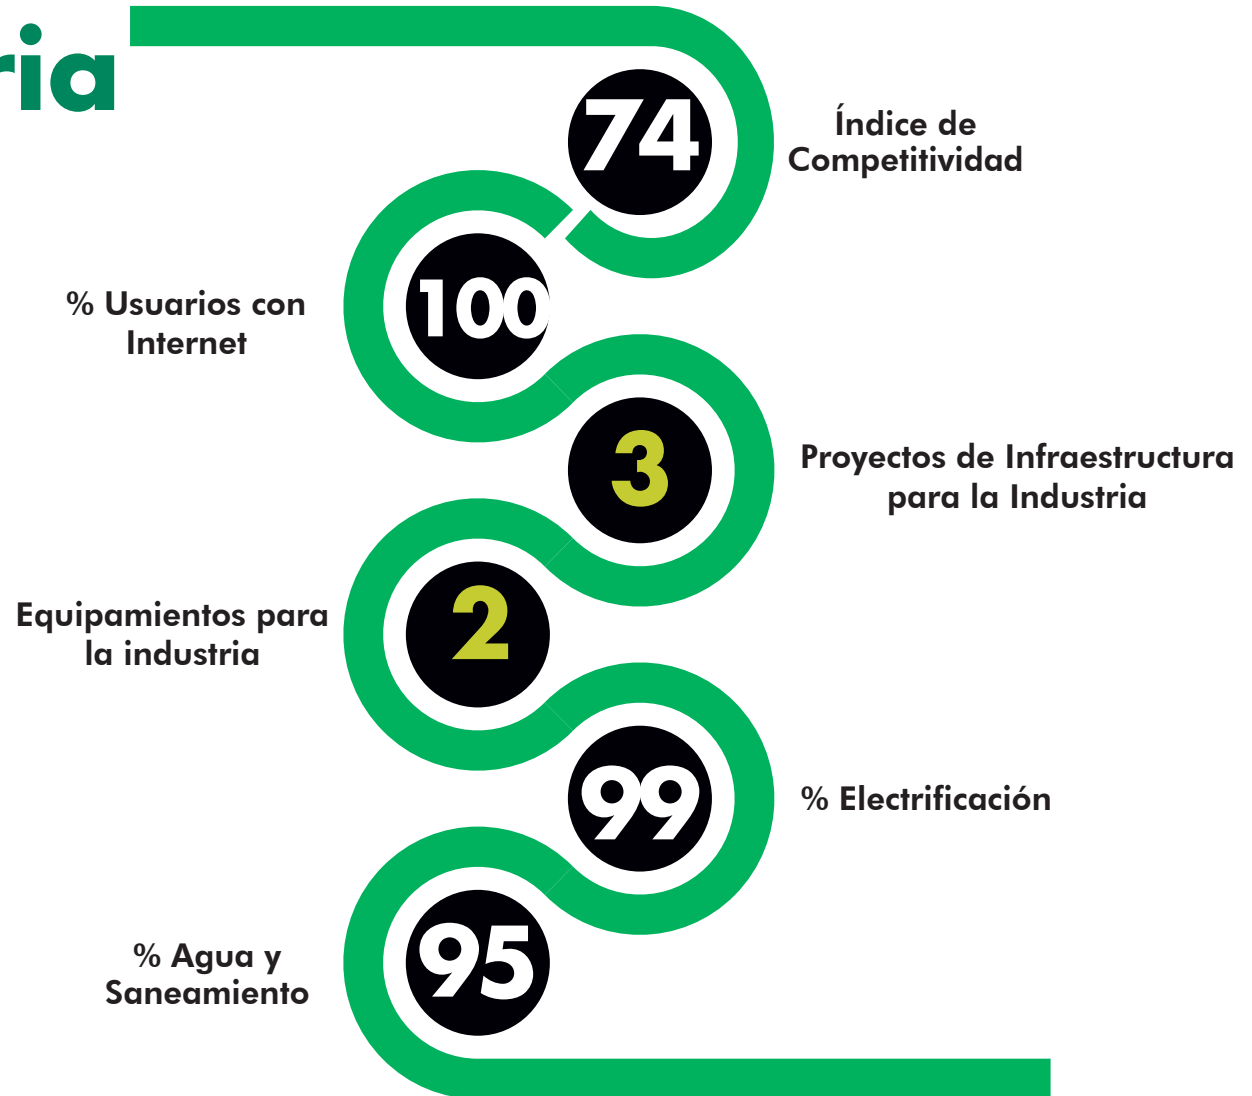 ria
74
Índice de
Competitividad
100
% Usuarios con
Internet
3
Proyectos de Infraestructura
para la Industria
2
Equipamientos para
la industria
99
% Electrificación
95
% Agua y
Saneamiento